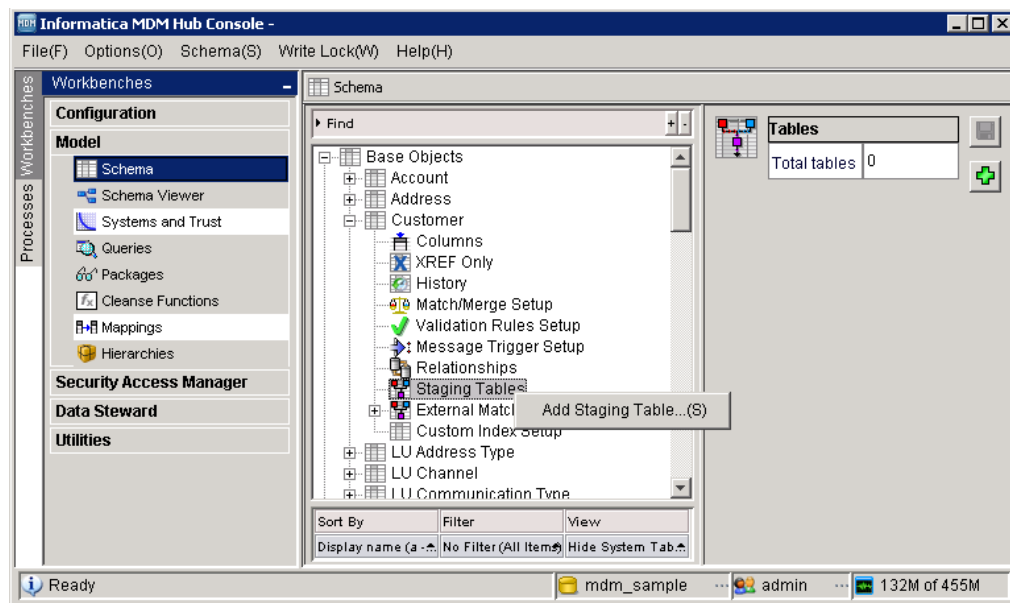 Informatica MDM Hub Console -
File(F) Options(O) Schema(S) Write Lock(W) Help(H)
Processes Workbenches
Workbenches
Configuration
Model
Schema
Schema Viewer
Systems and Trust
Queries
Packages
Cleanse Functions
Mappings
Hierarchies
Security Access Manager
Data Steward
Utilities
Schema
Find
Base Objects
Account
Address
Customer
Columns
XREF Only
History
Match/Merge Setup
Validation Rules Setup
Message Trigger Setup
Relationships
Staging Tables
Add Staging Table...(S)
External Matcl
Custom Index Setup
LU Address Type
LU Channel
LU Communication Type
Sort By Filter View
Display name (a - No Filter (All Items) Hide System Tab
Tables
Total tables 0
Ready mdm_sample ... admin ... 132M of 455M